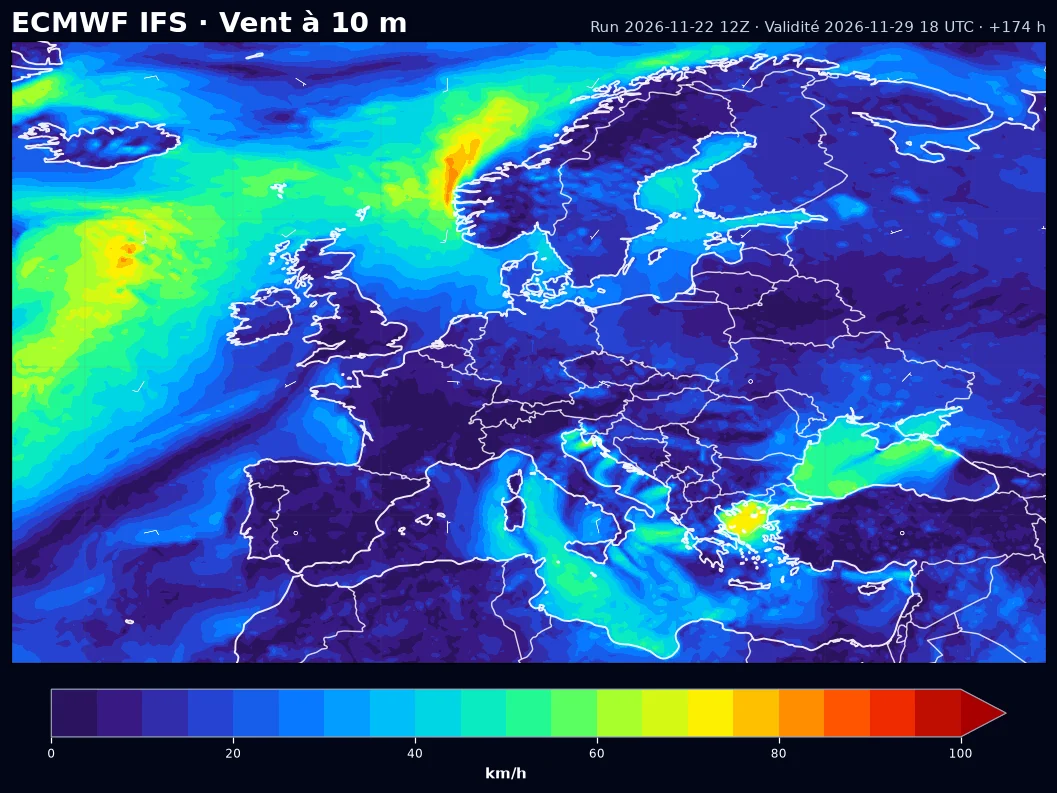 ECMWF IFS · Vent à 10 m
Run 2026-11-22 12Z · Validité 2026-11-29 18 UTC · +174 h
0 20 40 60 80 100
km/h